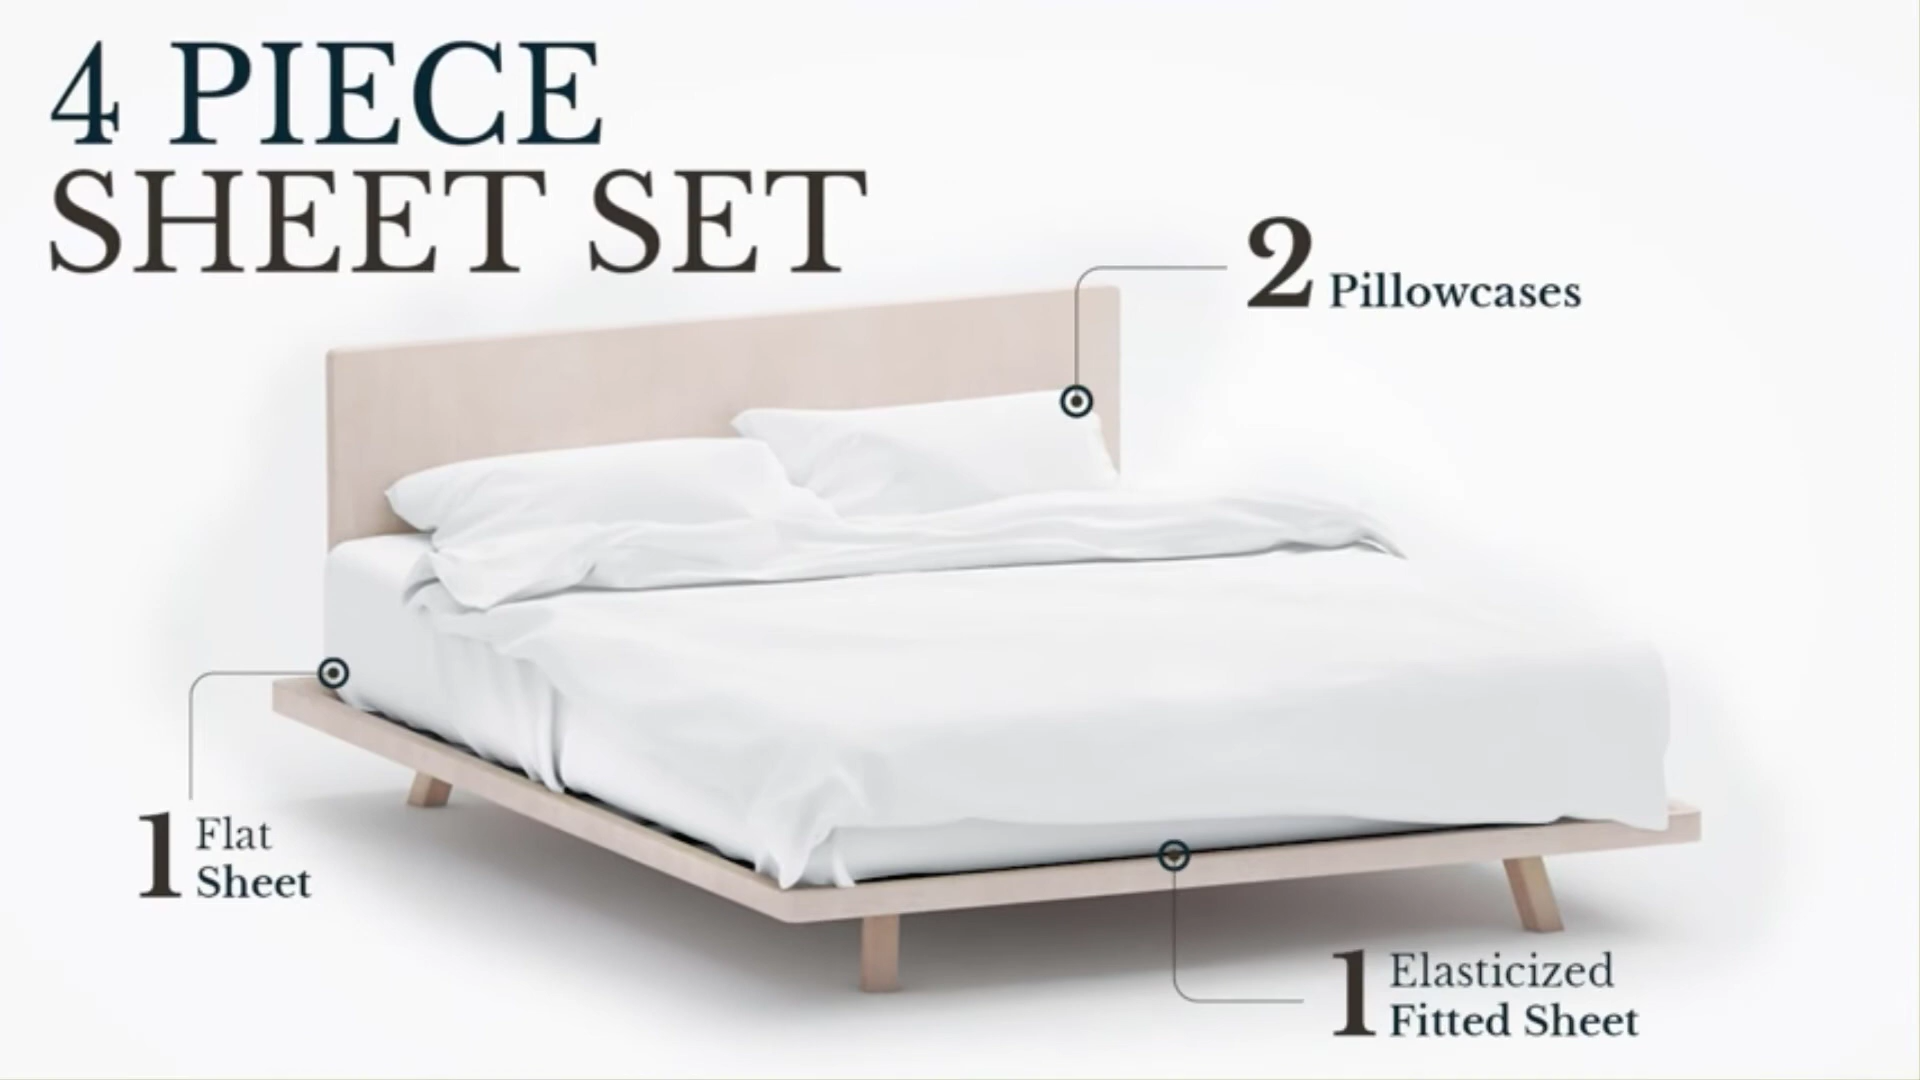 4 PIECE
SHEET SET
2 Pillowcases
1 Flat
Sheet
1 Elasticized
Fitted Sheet